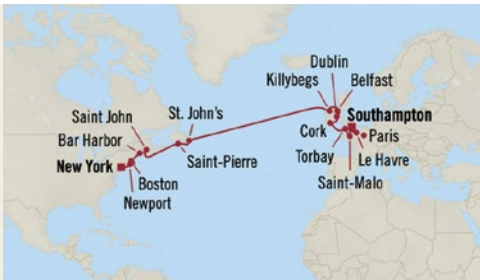 Dublin
Killybegs
Belfast
Saint John
St. John's
Southampton
Bar Harbor
Cork
Paris
New York
Saint-Pierre
Torbay
Le Havre
Boston
Saint-Malo
Newport